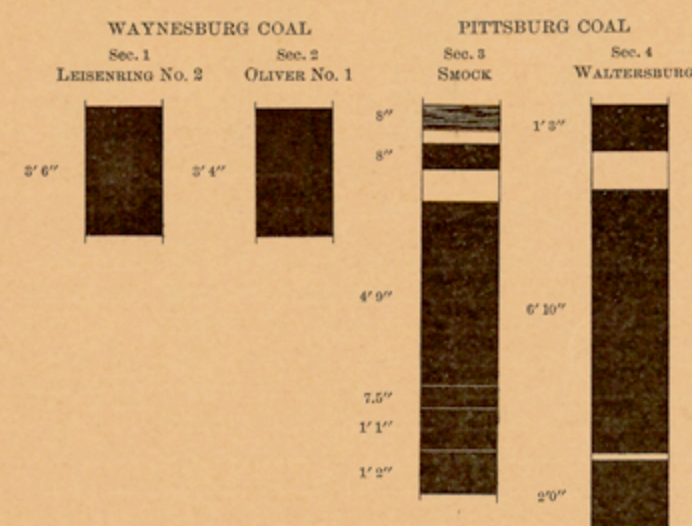 WAYNESBURG COAL
PITTSBURG COAL
Sec. 1
Sec. 2
Sec. 3
Sec. 4
LEISENRING No. 2
OLIVER No. 1
SMOCK
WALTERSBURG
3′ 6″
3′ 4″
8″
8″
4′ 9″
7.5″
1′ 1″
1′ 2″
1′ 3″
6′ 10″
2′0″